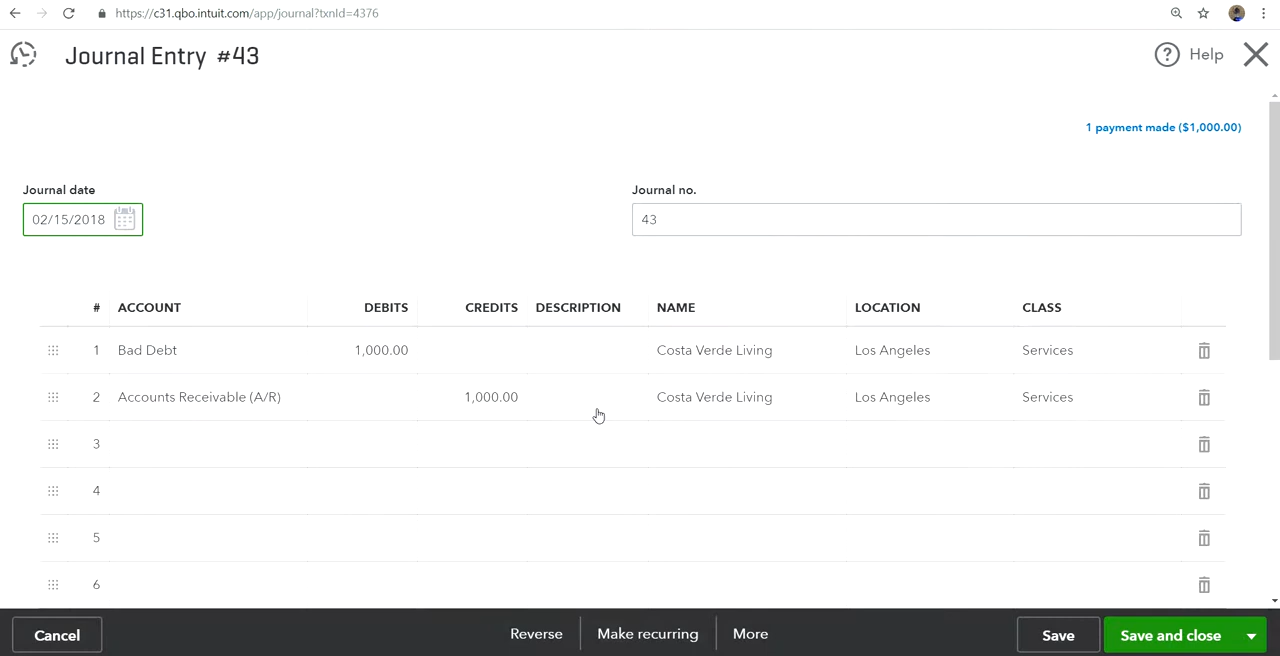 https://c31.qbo.intuit.com/app/journal?txnId=4376
Journal Entry #43
? Help
1 payment made ($1,000.00)
Journal date
Journal no.
02/15/2018
43
# ACCOUNT DEBITS CREDITS DESCRIPTION NAME LOCATION CLASS
1 Bad Debt 1,000.00 Costa Verde Living Los Angeles Services
2 Accounts Receivable (A/R) 1,000.00 Costa Verde Living Los Angeles Services
3
4
5
6
Cancel Reverse Make recurring More Save Save and close